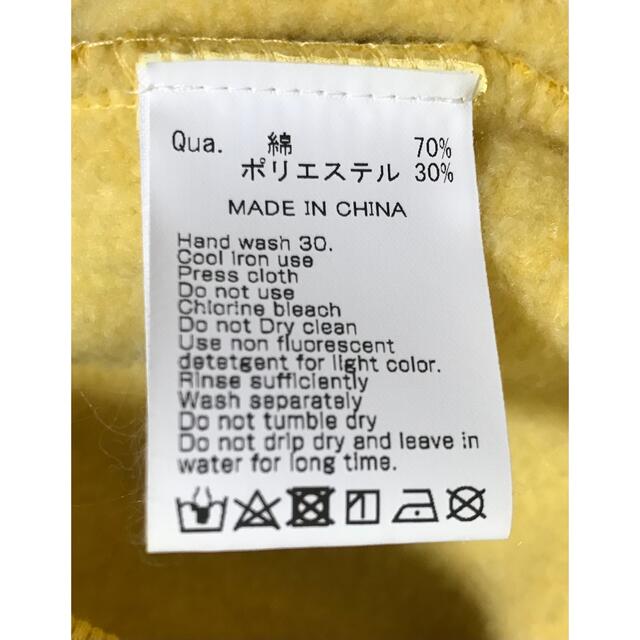 Qua. 綿 70%
ポリエステル 30%
MADE IN CHINA
Hand wash 30.
Cool iron use
Press cloth
Do not use
Chlorine bleach
Do not Dry clean
Use non fluorescent
detetgent for light color.
Rinse sufficiently
Wash separately
Do not tumble dry
Do not drip dry and leave in
water for long time.